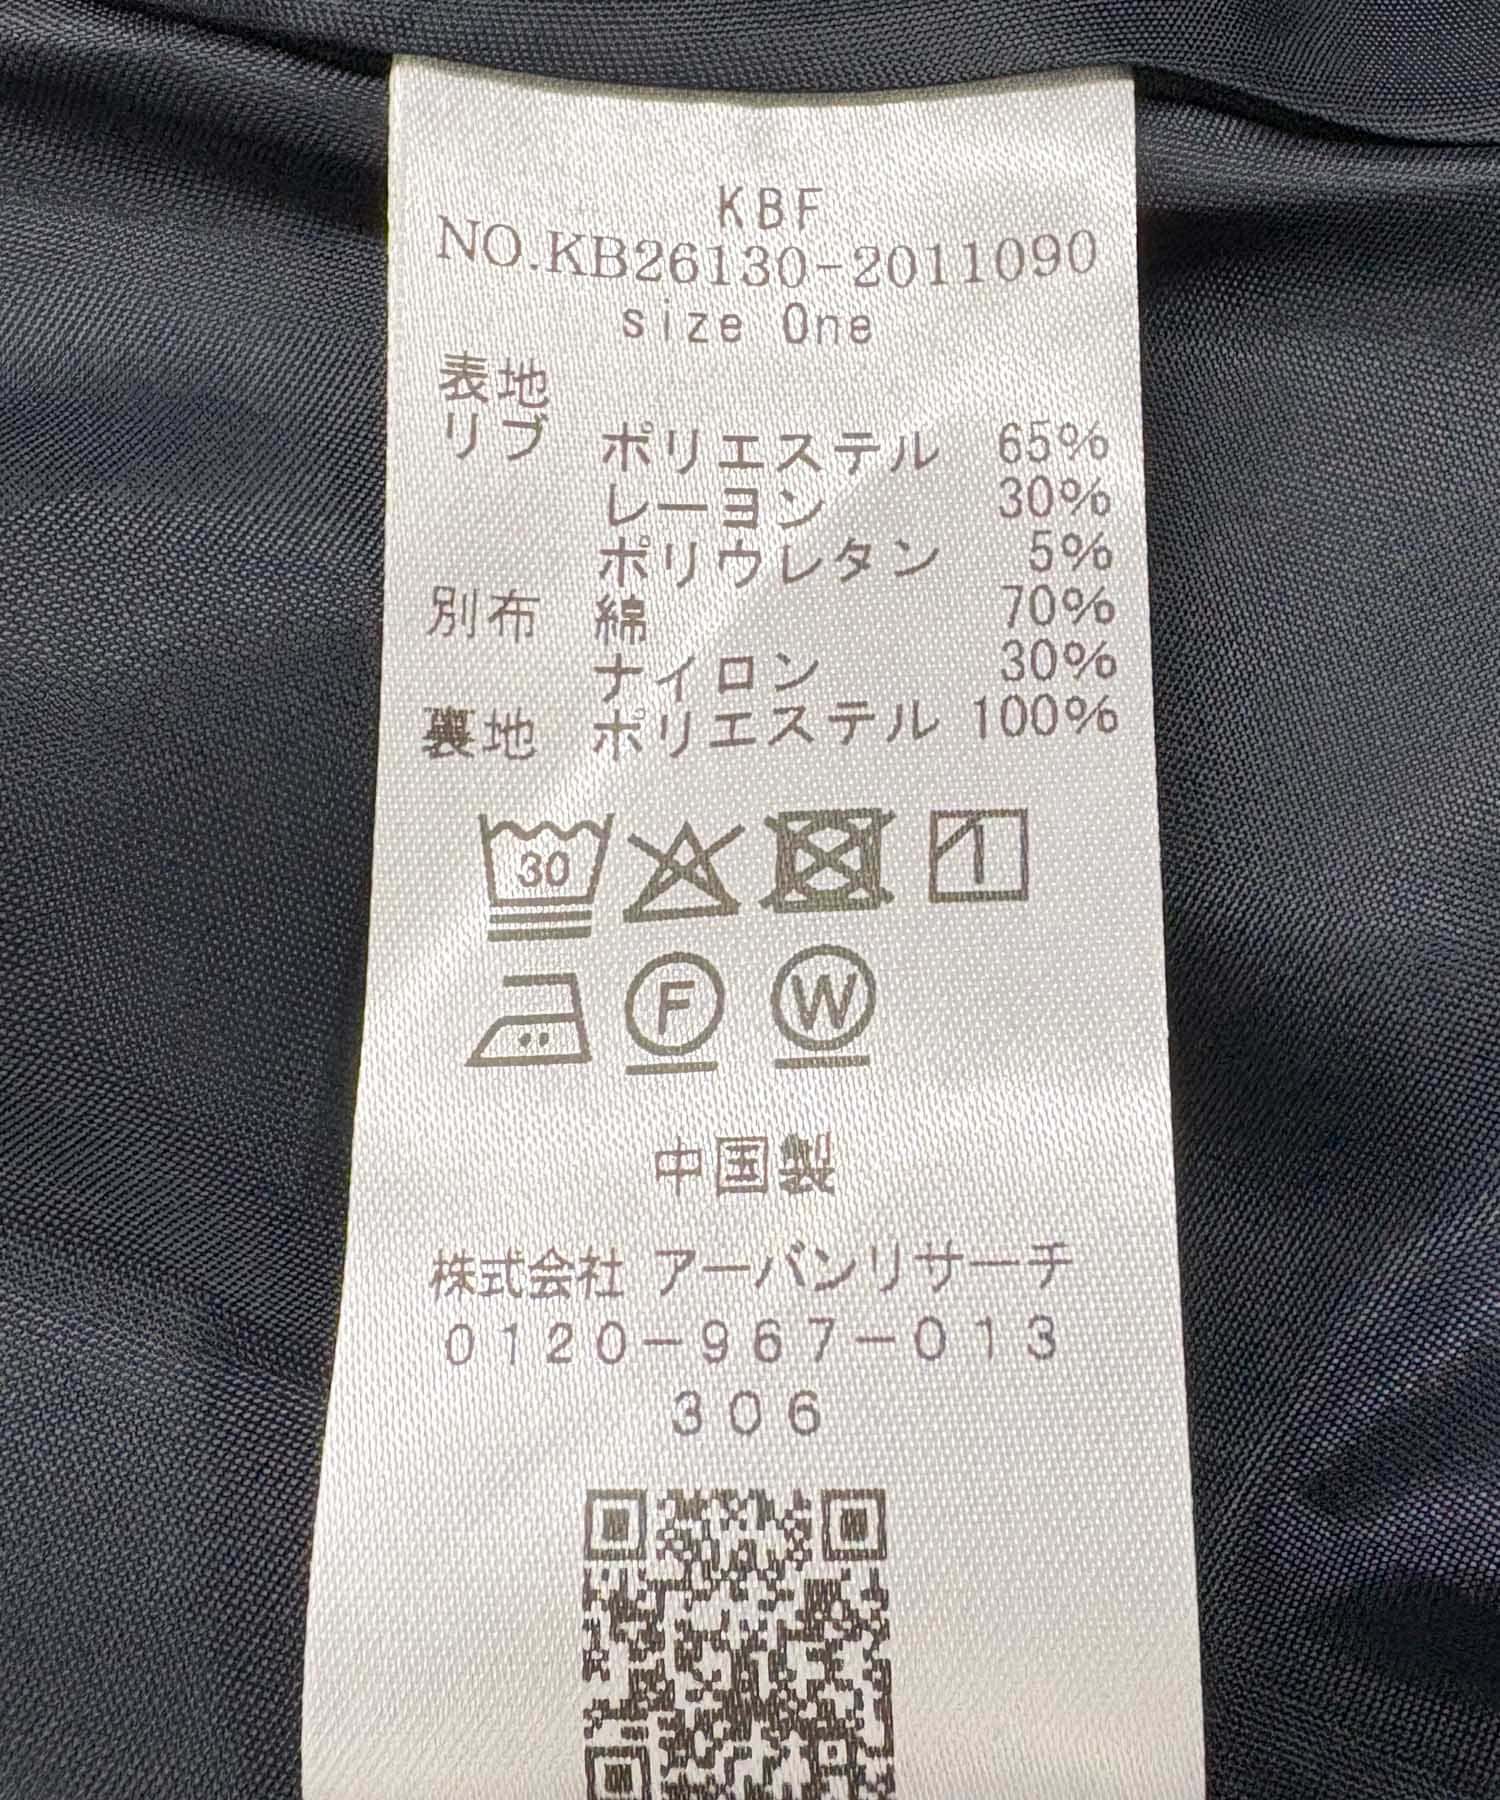 KBF
NO.KB26130-2011090
size One
表地
リブ ポリエステル 65%
レーヨン 30%
ポリウレタン 5%
別布 綿 70%
ナイロン 30%
裏地 ポリエステル 100%
30
F W
中国製
株式会社 アーバンリサーチ
0120-967-013
306